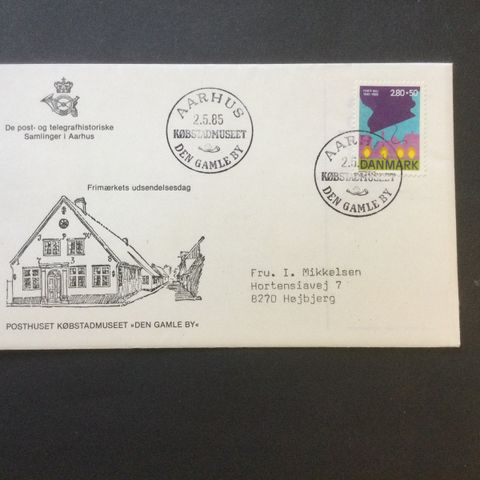 De post- og telegrafhistoriske
Samlinger i Aarhus
AARHUS
2.5.85
KØBSTADMUSEET
DEN GAMLE BY
2.80+50
DANMARK
AARHUS
2.5.
KØBSTADMUSEET
DEN GAMLE BY
Frimærkets udsendelsesdag
Fru. I. Mikkelsen
Hortensiavej 7
8270 Højbjerg
POSTHUSET KØBSTADMUSEET »DEN GAMLE BY«